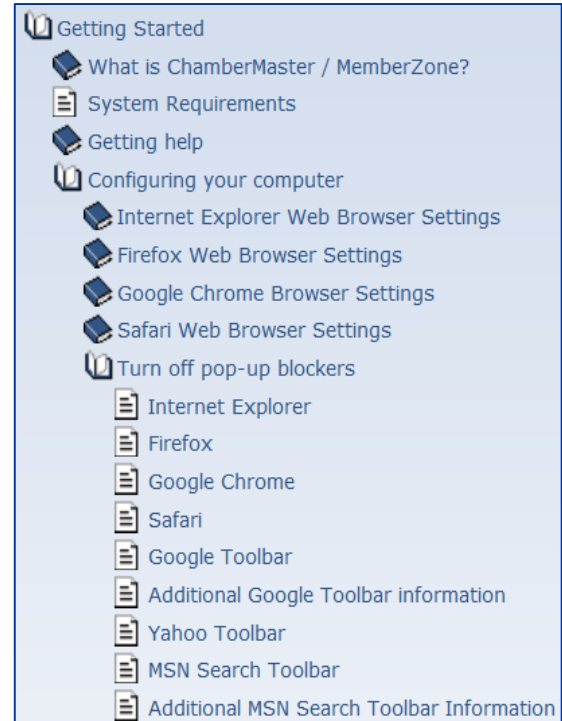 Getting Started
What is ChamberMaster / MemberZone?
System Requirements
Getting help
Configuring your computer
Internet Explorer Web Browser Settings
Firefox Web Browser Settings
Google Chrome Browser Settings
Safari Web Browser Settings
Turn off pop-up blockers
Internet Explorer
Firefox
Google Chrome
Safari
Google Toolbar
Additional Google Toolbar information
Yahoo Toolbar
MSN Search Toolbar
Additional MSN Search Toolbar Information